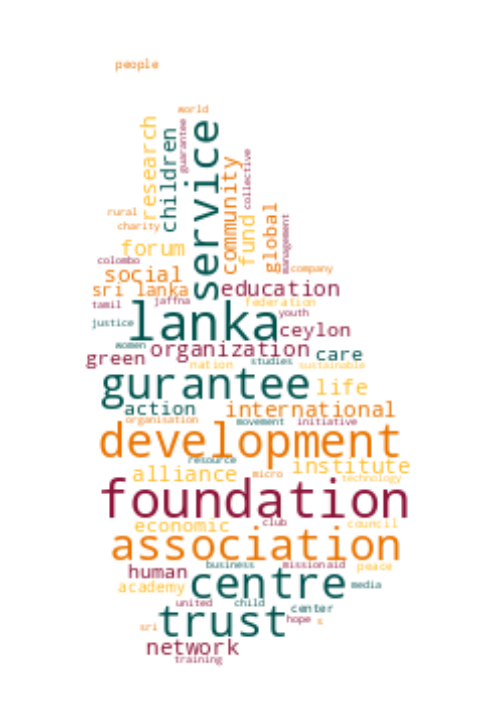 people
world
research
children
guarantee
service
community
collective
rural
charity
fund
global
management
forum
colombo
social
company
sri lanka
education
tamil
jaffna
federation
lanka
youth
justice
ceylon
women
organization
care
green
nation
studies
sustainable
gurantee
life
action
international
organisation
movement
initiative
development
resource
institute
alliance
micro
technology
foundation
economic
club
council
association
human
business
missionaid
peace
academy
centre
media
united
child
center
trust
hope
s
sri
network
training